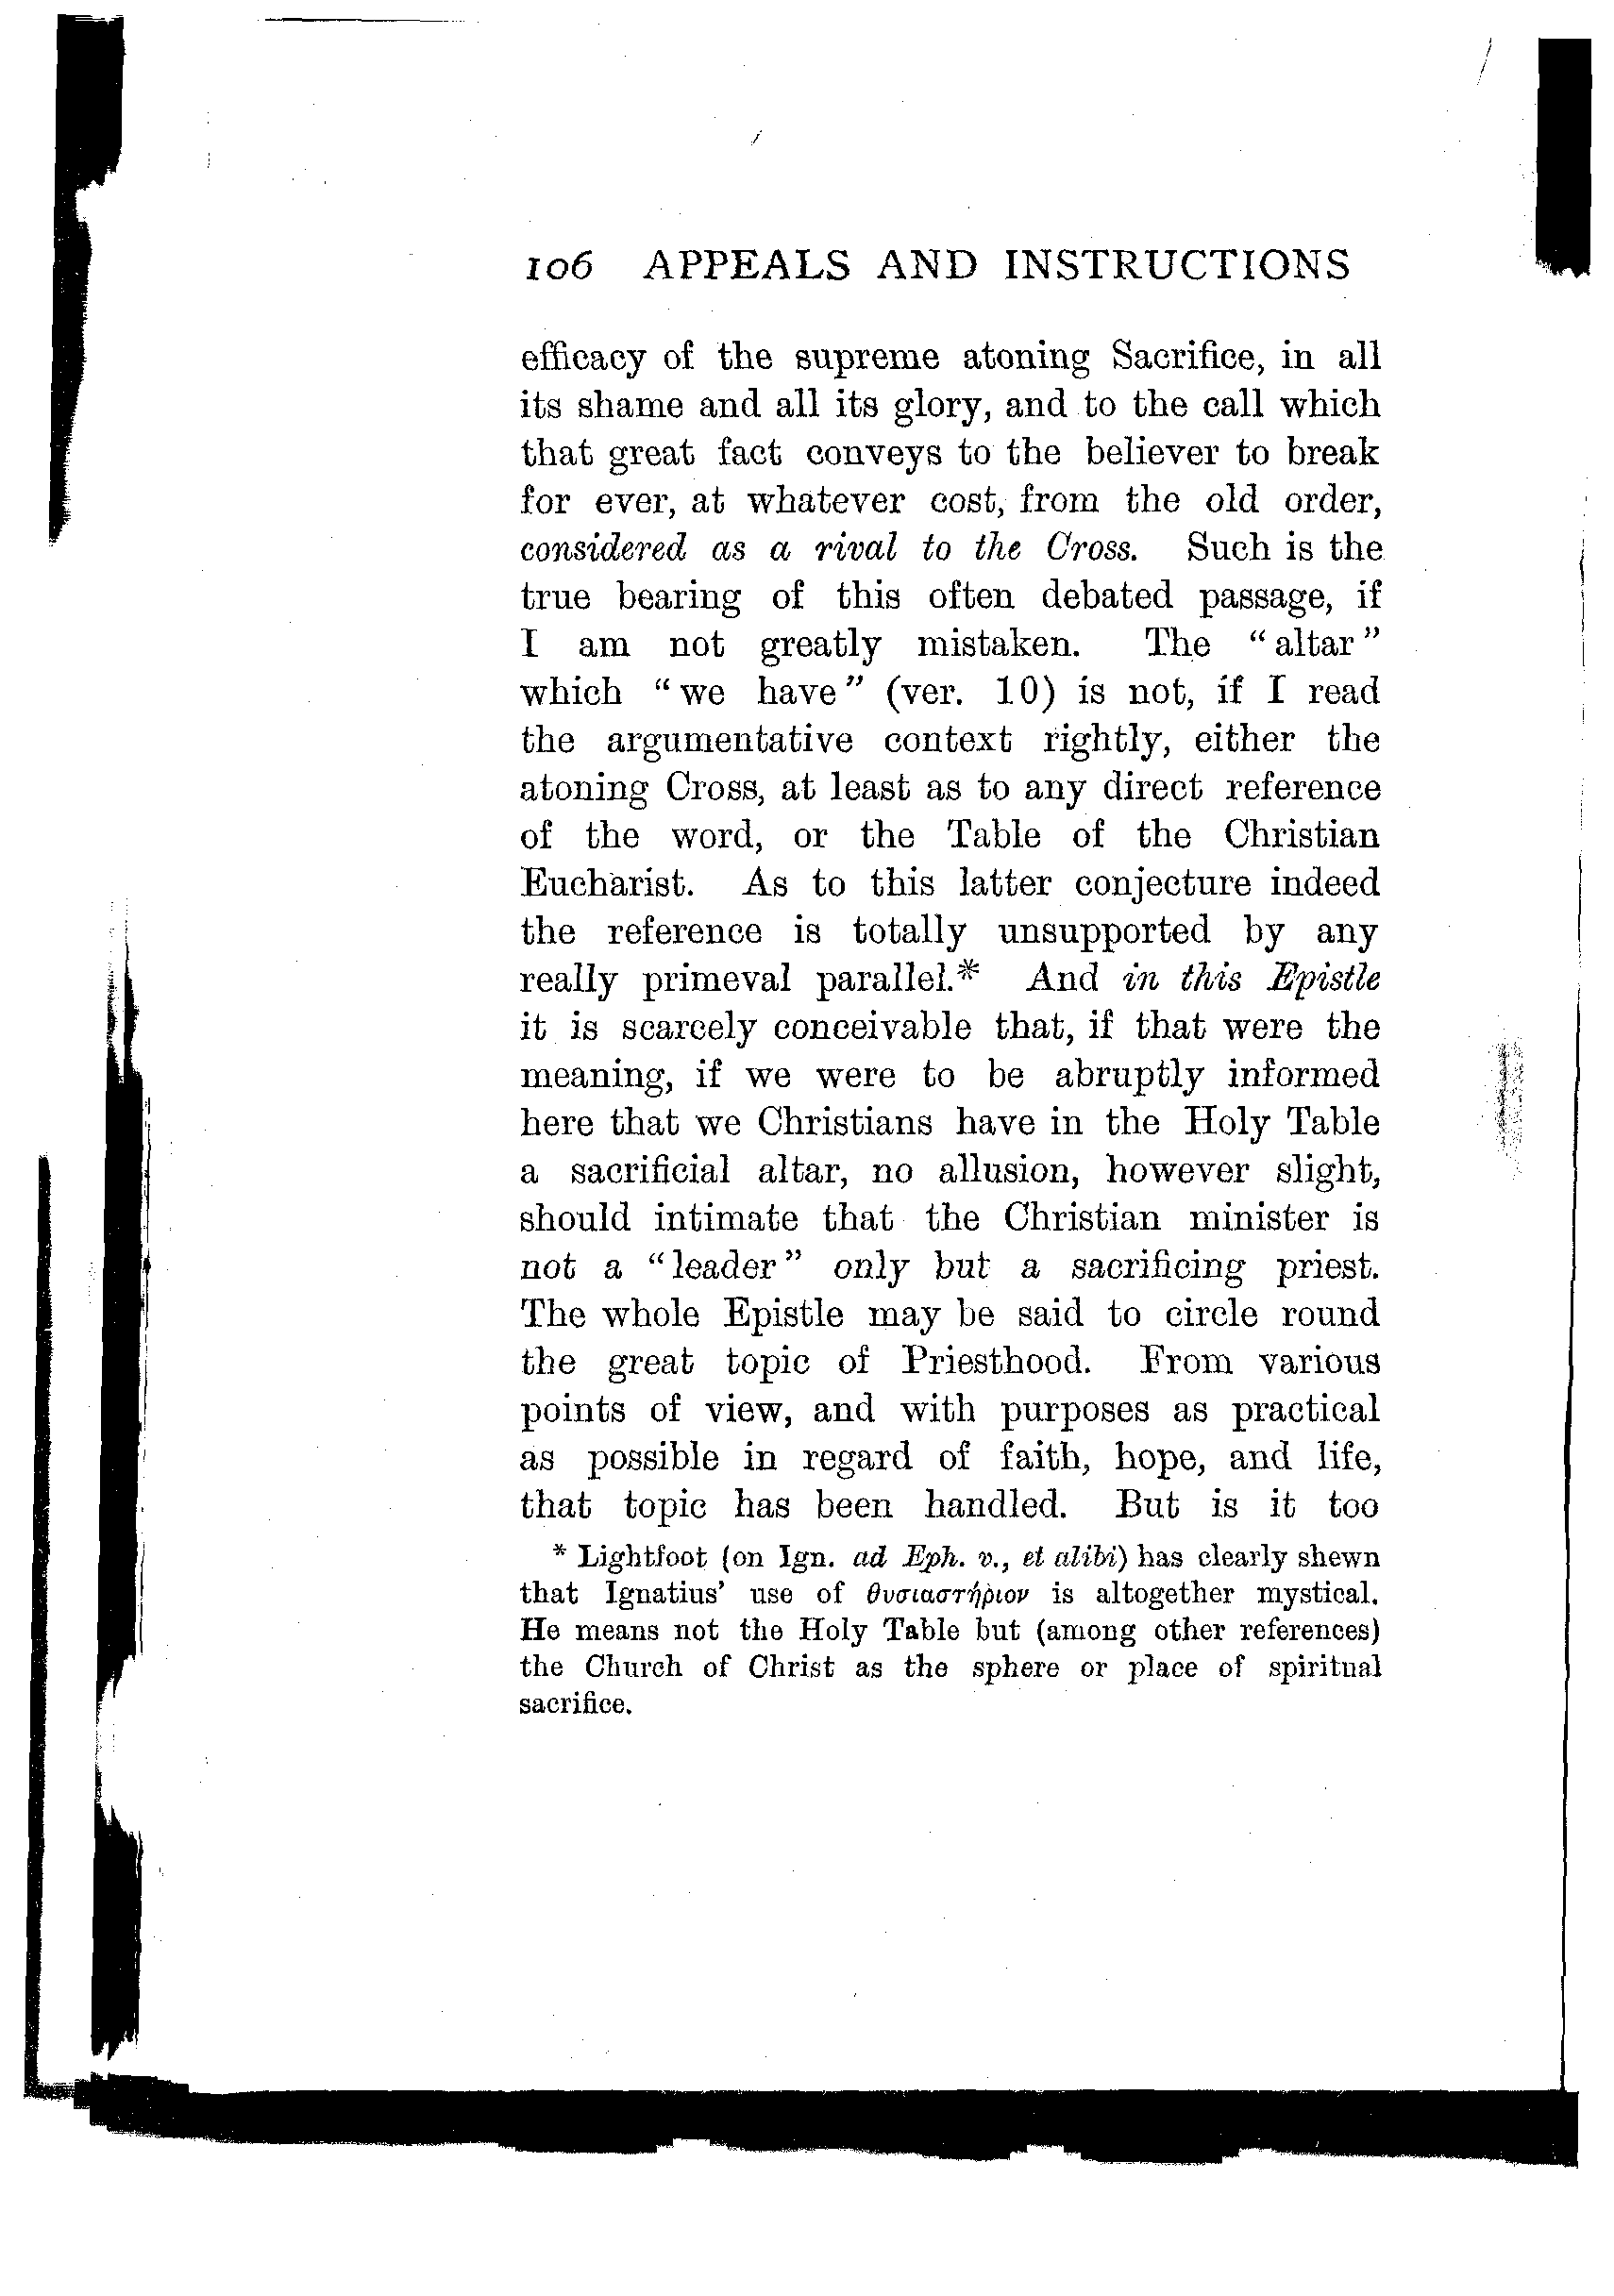 106 APPEALS AND INSTRUCTIONS
efficacy of the supreme atoning Sacrifice, in all
its shame and all its glory, and to the call which
that great fact conveys to the believer to break
for ever, at whatever cost, from the old order,
considered as a rival to the Cross. Such is the
true bearing of this often debated passage, if
I am not greatly mistaken. The “altar”
which “we have” (ver. 10) is not, if I read
the argumentative context rightly, either the
atoning Cross, at least as to any direct reference
of the word, or the Table of the Christian
Eucharist. As to this latter conjecture indeed
the reference is totally unsupported by any
really primeval parallel.* And in this Epistle
it is scarcely conceivable that, if that were the
meaning, if we were to be abruptly informed
here that we Christians have in the Holy Table
a sacrificial altar, no allusion, however slight,
should intimate that the Christian minister is
not a “leader” only but a sacrificing priest.
The whole Epistle may be said to circle round
the great topic of Priesthood. From various
points of view, and with purposes as practical
as possible in regard of faith, hope, and life,
that topic has been handled. But is it too
* Lightfoot (on Ign. ad Eph. v., et alibi) has clearly shewn
that Ignatius’ use of θυσιαστήριον is altogether mystical.
He means not the Holy Table but (among other references)
the Church of Christ as the sphere or place of spiritual
sacrifice.